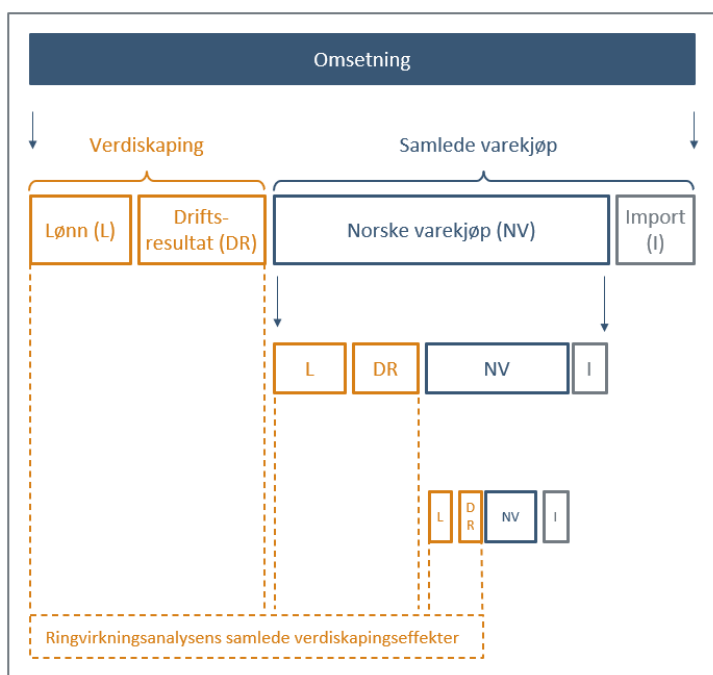 Omsetning
Verdiskaping
Samlede varekjøp
Lønn (L)
Drifts-
resultat (DR)
Norske varekjøp (NV)
Import
(I)
L
DR
NV
I
L
D
R
NV
I
Ringvirkningsanalysens samlede verdiskapingseffekter